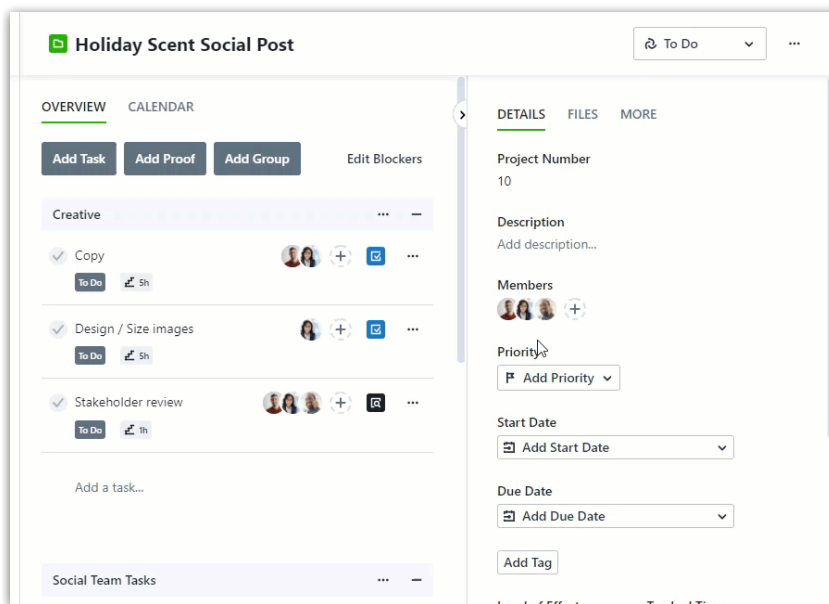 Holiday Scent Social Post
To Do
OVERVIEW CALENDAR
Add Task Add Proof Add Group Edit Blockers
Creative
Copy
To Do 5h
Design / Size images
To Do 5h
Stakeholder review
To Do 1h
Add a task...
Social Team Tasks
DETAILS FILES MORE
Project Number
10
Description
Add description...
Members
Priority
Add Priority
Start Date
Add Start Date
Due Date
Add Due Date
Add Tag